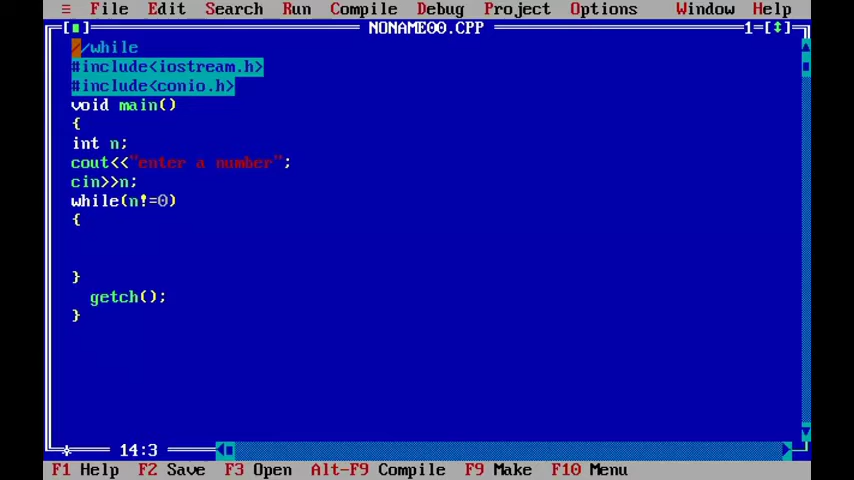 ≡ File Edit Search Run Compile Debug Project Options Window Help
[■] NONAME00.CPP 1=[↕]
//while
#include<iostream.h>
#include<conio.h>
void main()
{
int n;
cout<<"enter a number";
cin>>n;
while(n!=0)
{
}
getch();
}
* 14:3
F1 Help F2 Save F3 Open Alt-F9 Compile F9 Make F10 Menu